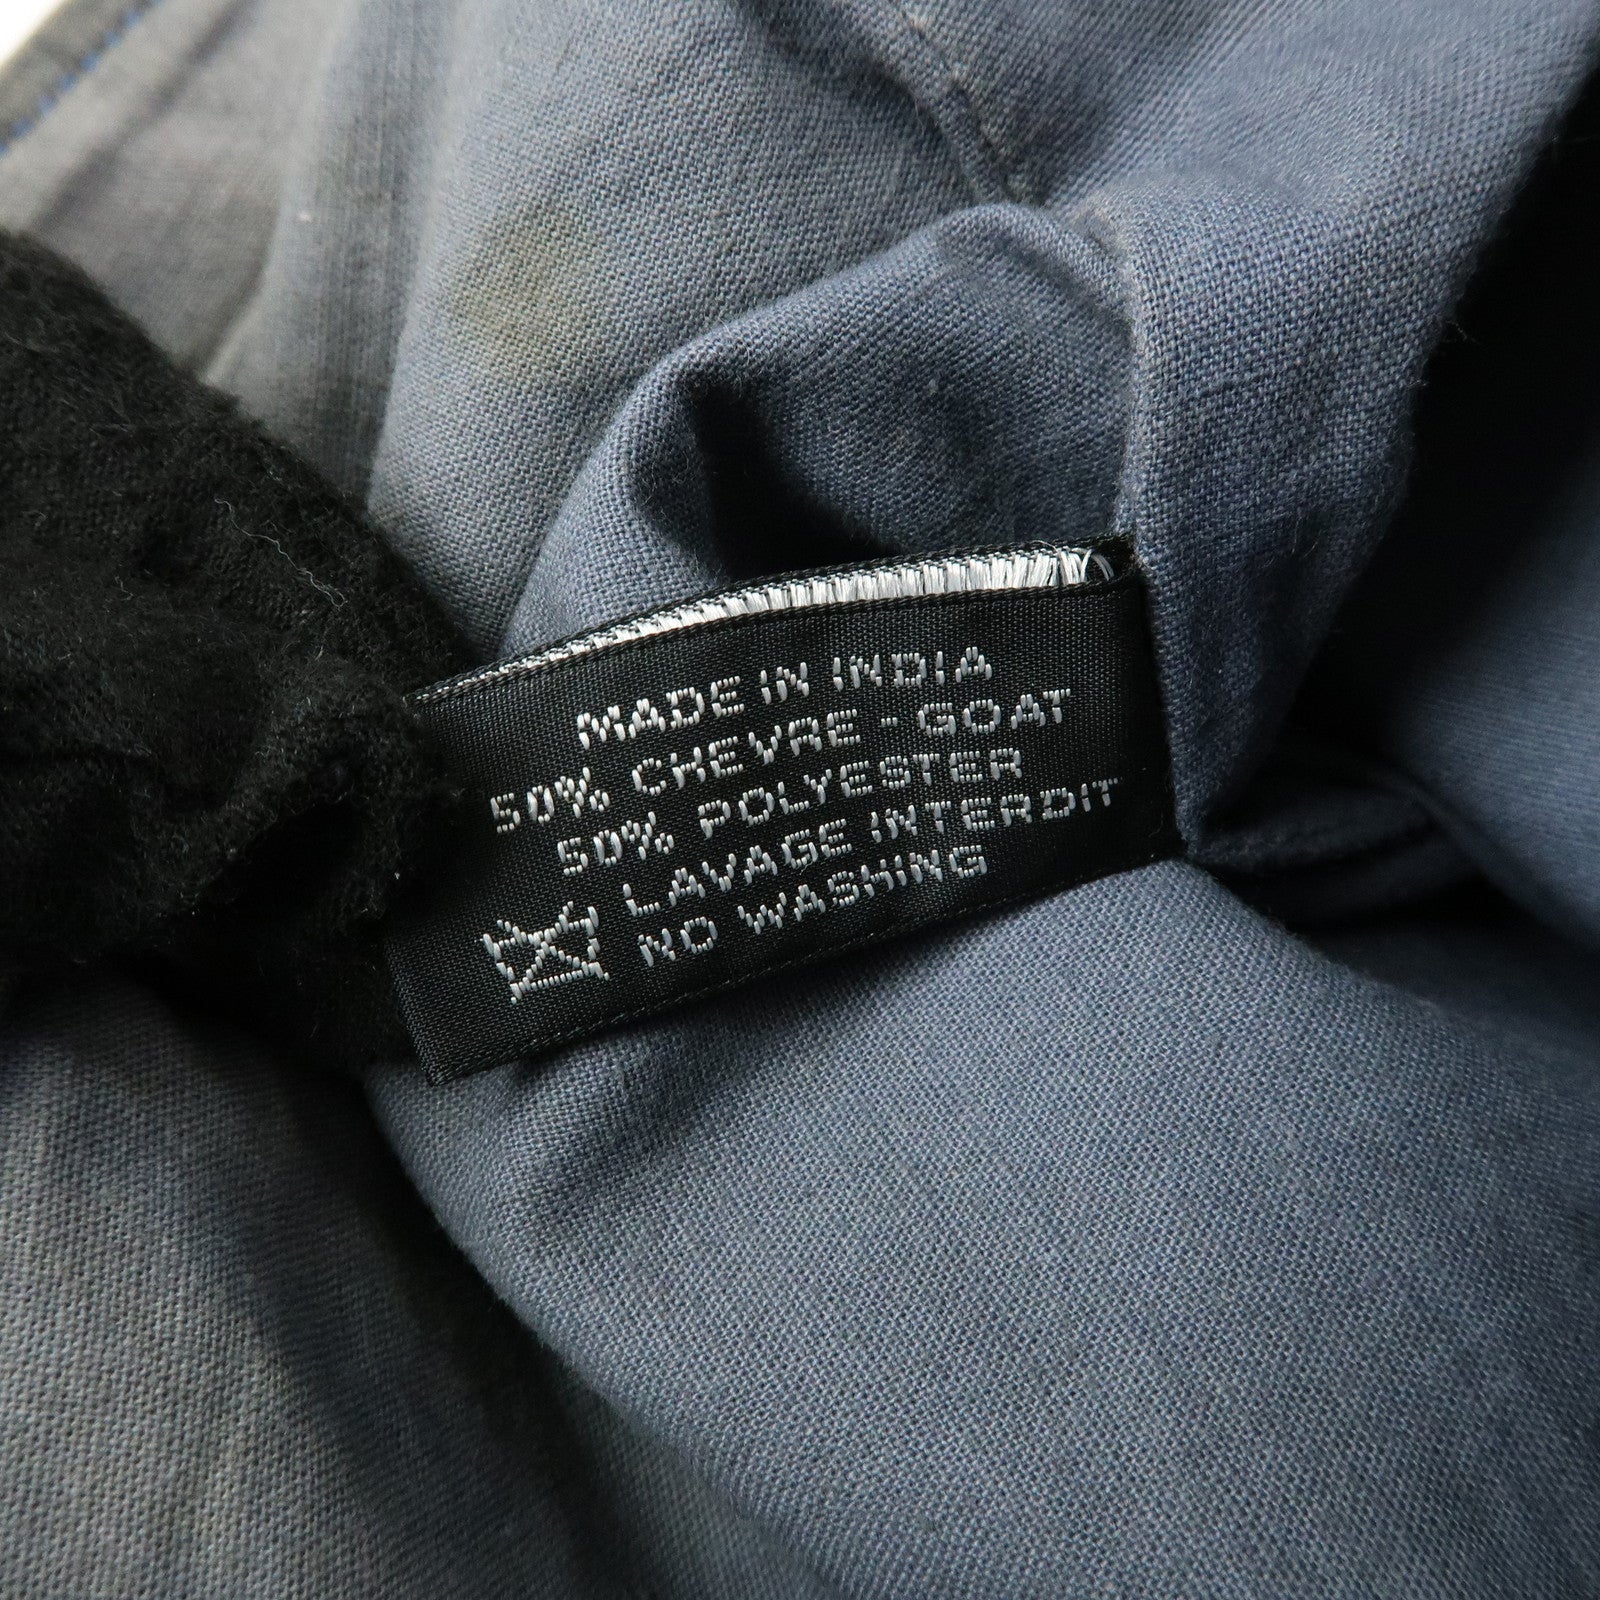 MADE IN INDIA
50% CHEVRE - GOAT
50% POLYESTER
LAVAGE INTERDIT
NO WASHING